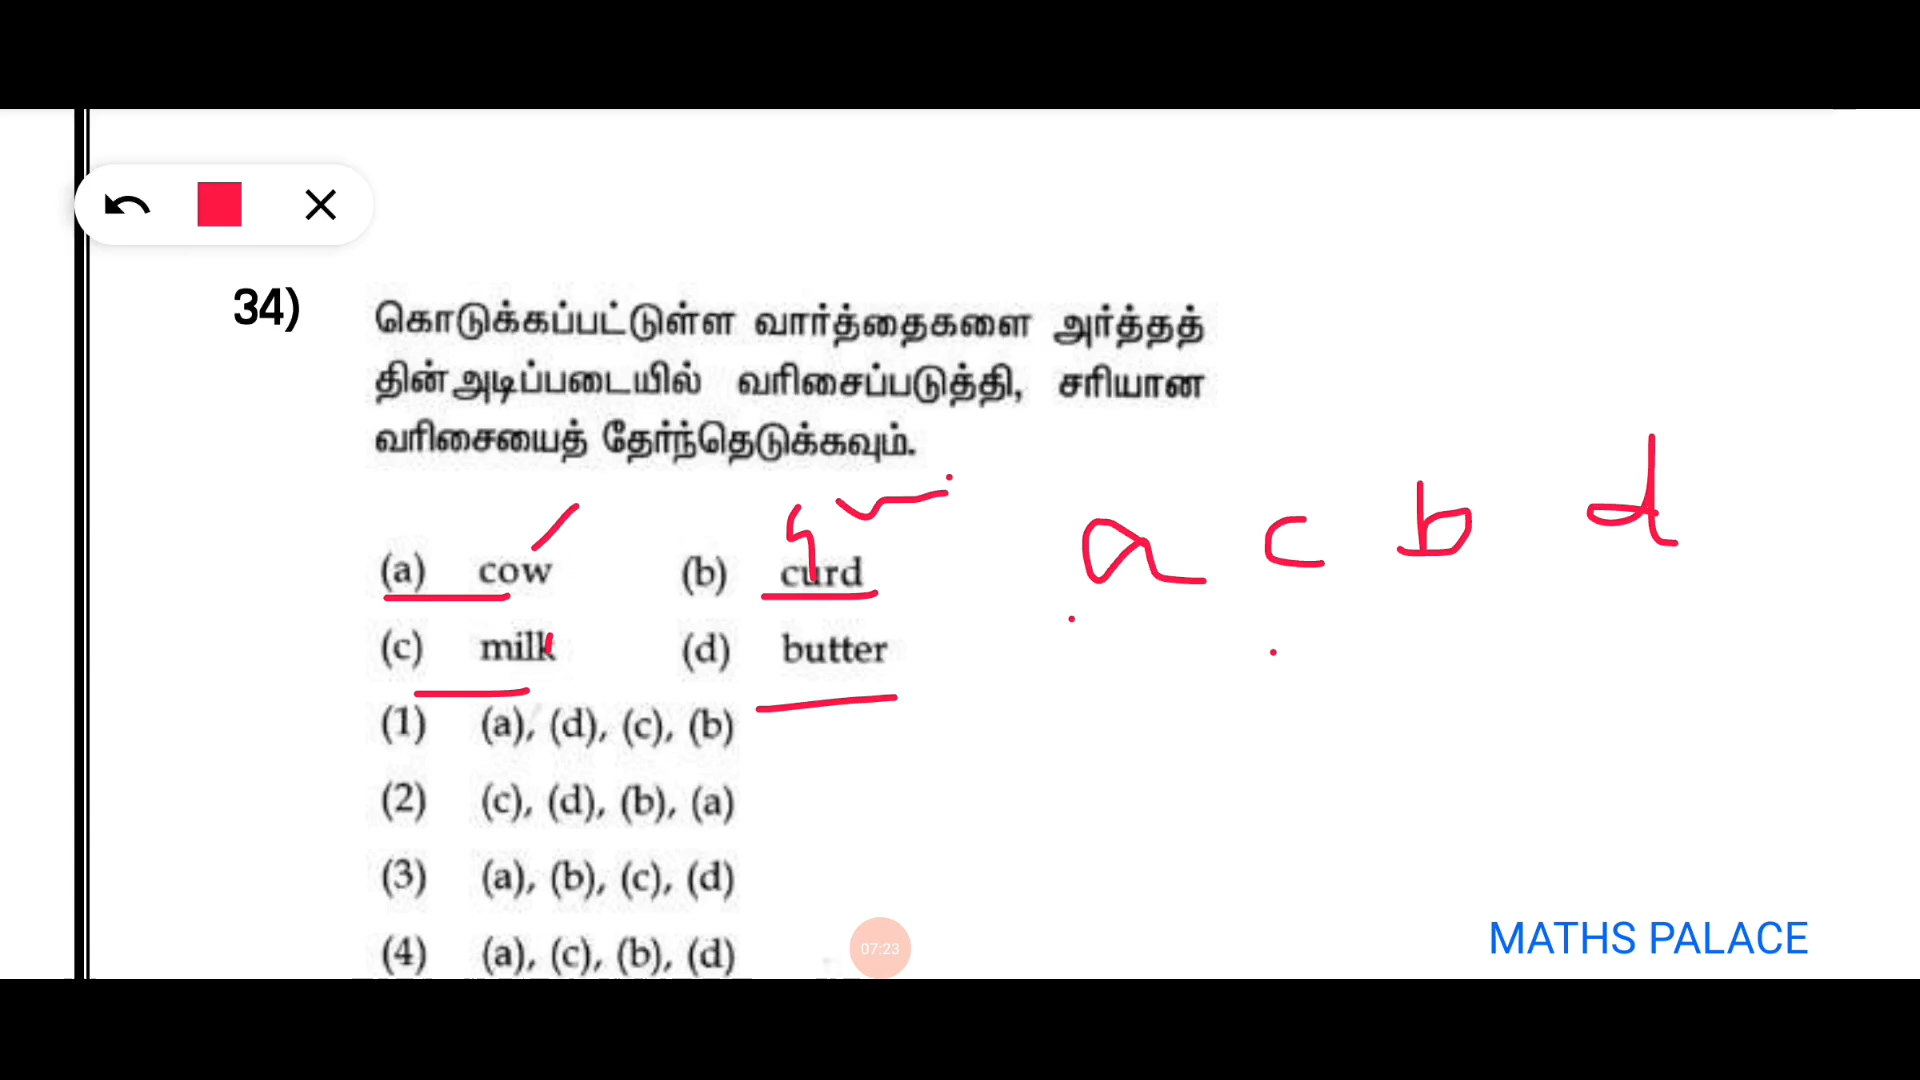 34) கொடுக்கப்பட்டுள்ள வார்த்தைகளை அர்த்தத்
தின் அடிப்படையில் வரிசைப்படுத்தி, சரியான
வரிசையைத் தேர்ந்தெடுக்கவும்.
(a) cow (b) curd
(c) milk (d) butter
a c b d
(1) (a), (d), (c), (b)
(2) (c), (d), (b), (a)
(3) (a), (b), (c), (d)
(4) (a), (c), (b), (d)
07:23
MATHS PALACE